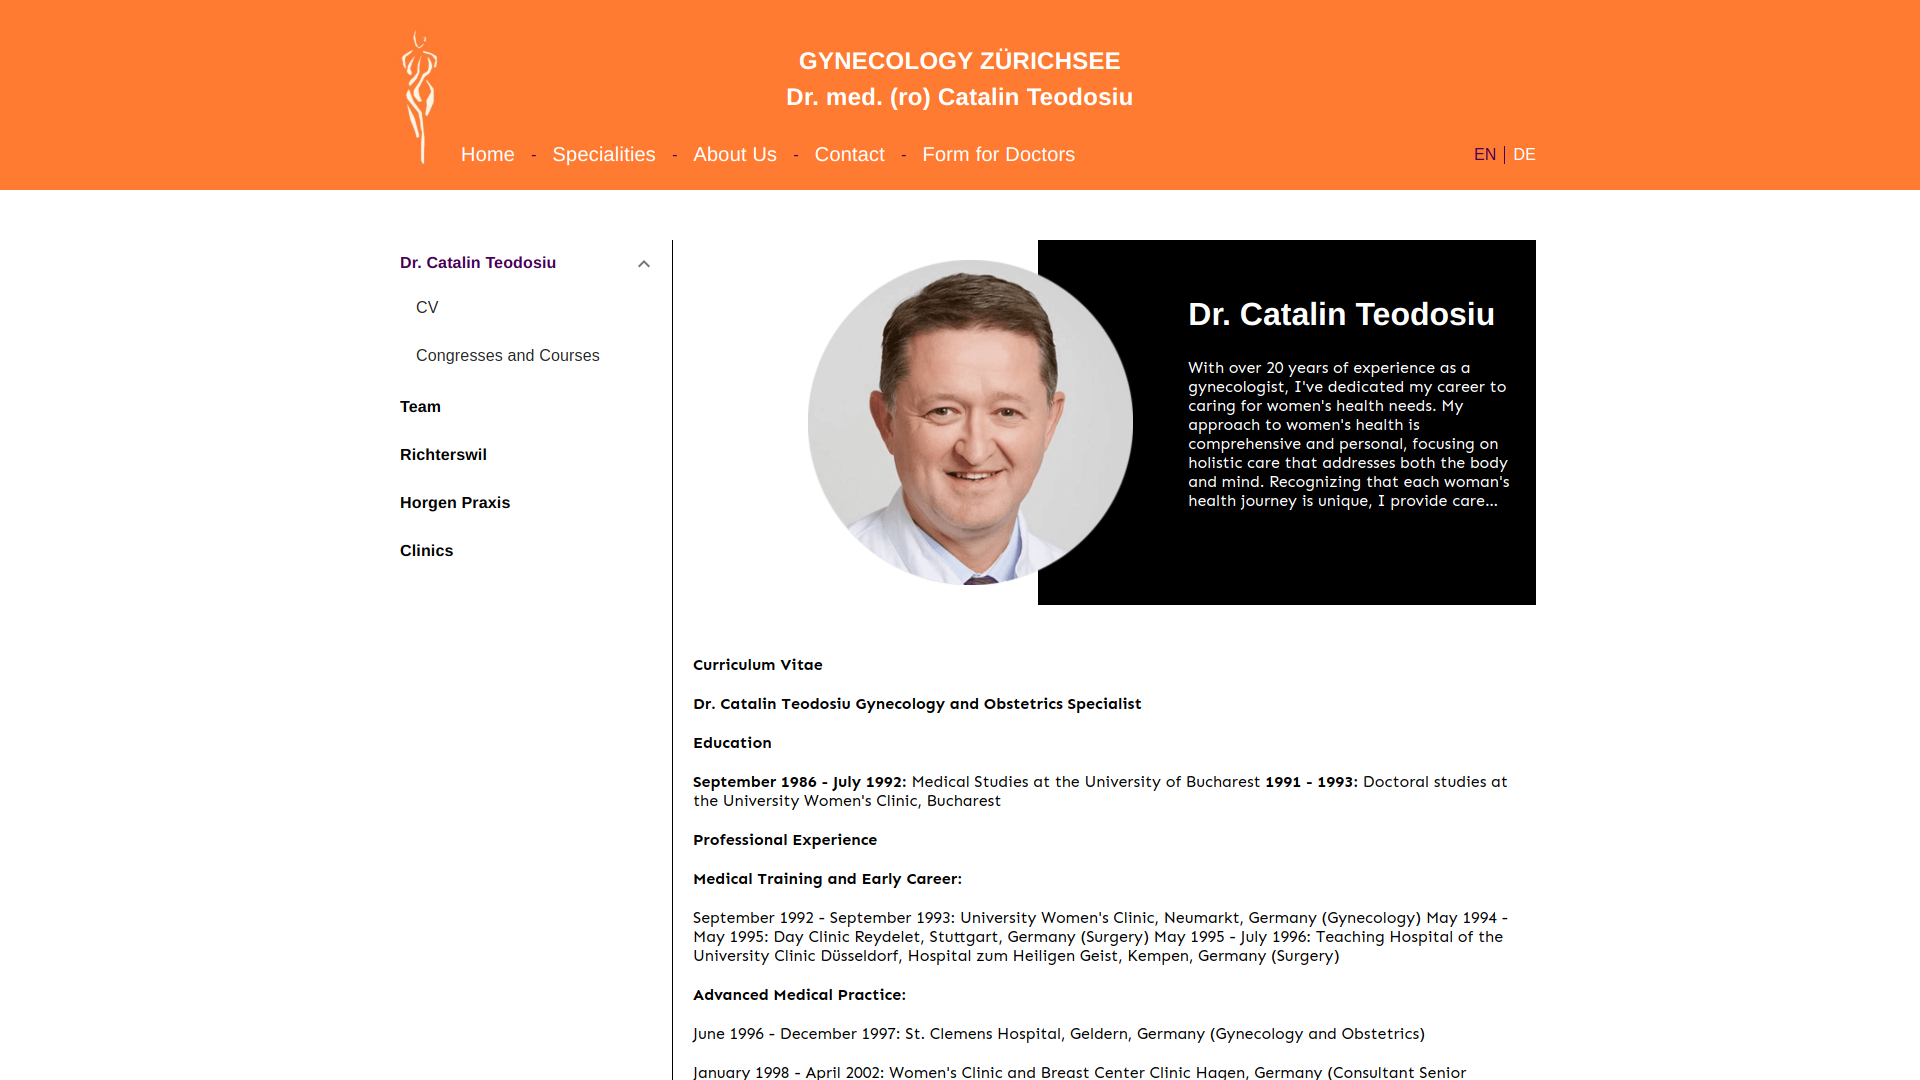 GYNECOLOGY ZÜRICHSEE
Dr. med. (ro) Catalin Teodosiu
Home - Specialities - About Us - Contact - Form for Doctors
EN | DE
Dr. Catalin Teodosiu
CV
Congresses and Courses
Team
Richterswil
Horgen Praxis
Clinics
Dr. Catalin Teodosiu
With over 20 years of experience as a
gynecologist, I've dedicated my career to
caring for women's health needs. My
approach to women's health is
comprehensive and personal, focusing on
holistic care that addresses both the body
and mind. Recognizing that each woman's
health journey is unique, I provide care...
Curriculum Vitae
Dr. Catalin Teodosiu Gynecology and Obstetrics Specialist
Education
September 1986 - July 1992: Medical Studies at the University of Bucharest 1991 - 1993: Doctoral studies at
the University Women's Clinic, Bucharest
Professional Experience
Medical Training and Early Career:
September 1992 - September 1993: University Women's Clinic, Neumarkt, Germany (Gynecology) May 1994 -
May 1995: Day Clinic Reydelet, Stuttgart, Germany (Surgery) May 1995 - July 1996: Teaching Hospital of the
University Clinic Düsseldorf, Hospital zum Heiligen Geist, Kempen, Germany (Surgery)
Advanced Medical Practice:
June 1996 - December 1997: St. Clemens Hospital, Geldern, Germany (Gynecology and Obstetrics)
January 1998 - April 2002: Women's Clinic and Breast Center Clinic Hagen, Germany (Consultant Senior